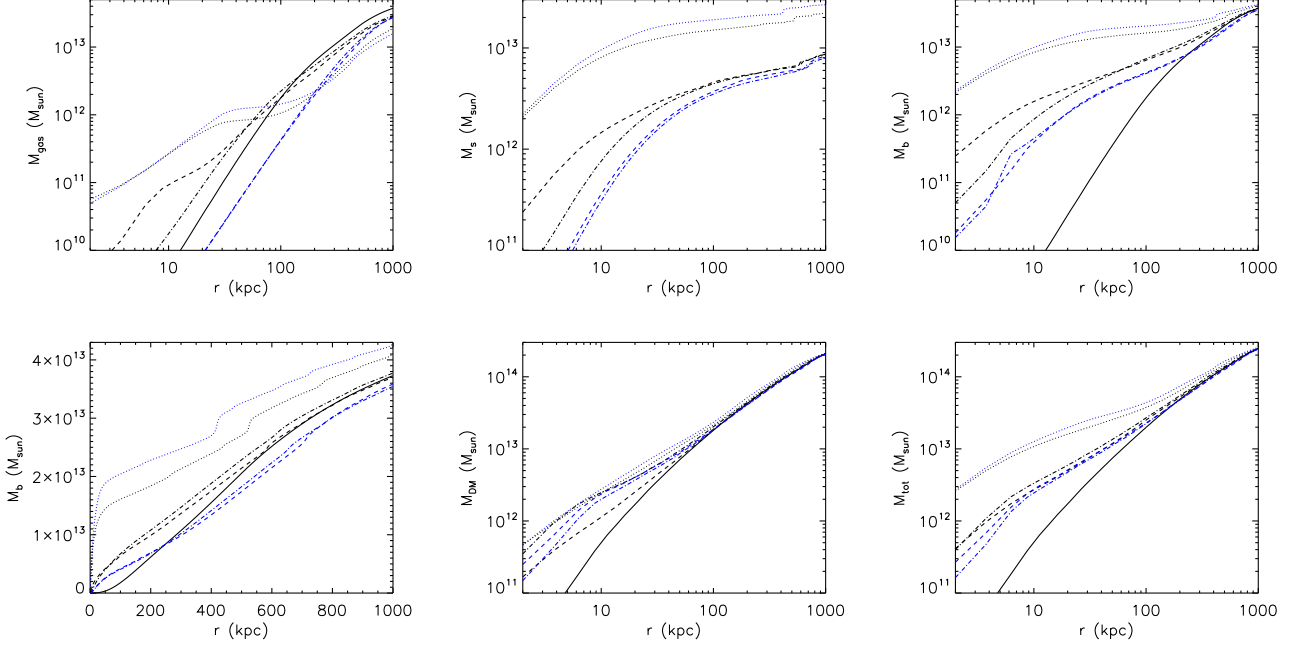 M_gas (M_sun)
10^13
10^12
10^11
10^10
10 100 1000
r (kpc)
M_s (M_sun)
10^13
10^12
10^11
10 100 1000
r (kpc)
M_b (M_sun)
10^13
10^12
10^11
10^10
10 100 1000
r (kpc)
M_b (M_sun)
4×10^13
3×10^13
2×10^13
1×10^13
0
0 200 400 600 800 1000
r (kpc)
M_DM (M_sun)
10^14
10^13
10^12
10^11
10 100 1000
r (kpc)
M_tot (M_sun)
10^14
10^13
10^12
10^11
10 100 1000
r (kpc)